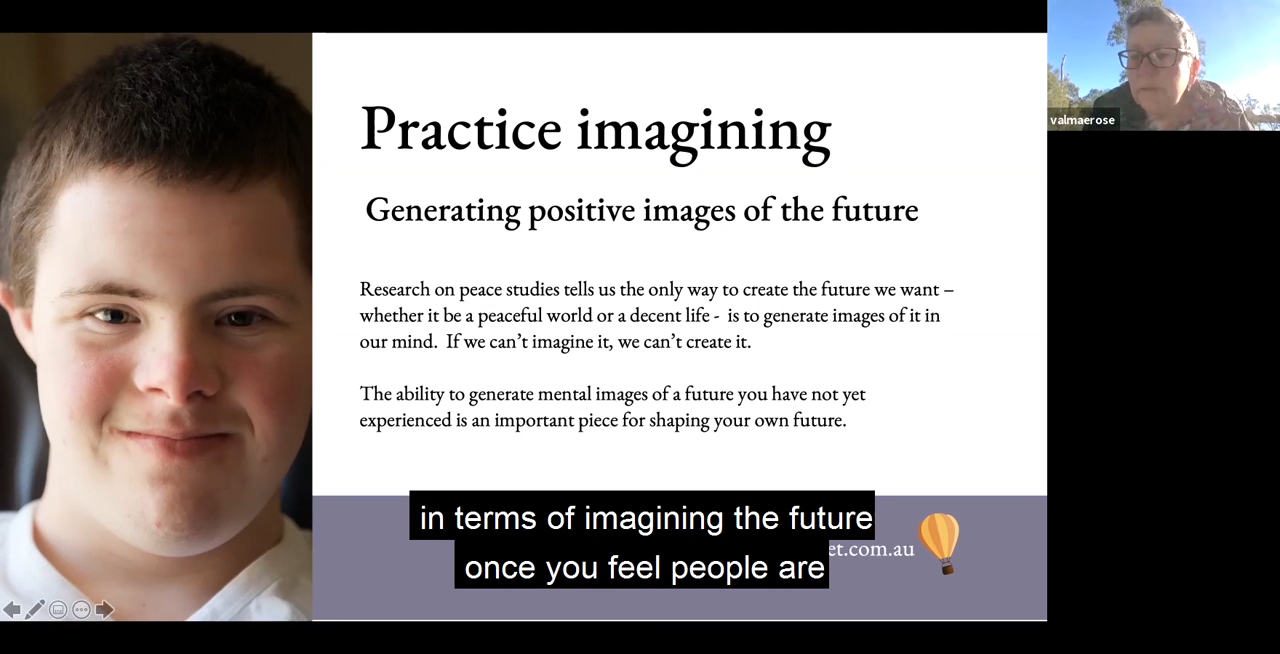 Practice imagining
Generating positive images of the future
Research on peace studies tells us the only way to create the future we want –
whether it be a peaceful world or a decent life -  is to generate images of it in
our mind.  If we can't imagine it, we can't create it.
The ability to generate mental images of a future you have not yet
experienced is an important piece for shaping your own future.
in terms of imagining the future
once you feel people are
et.com.au
valmaerose